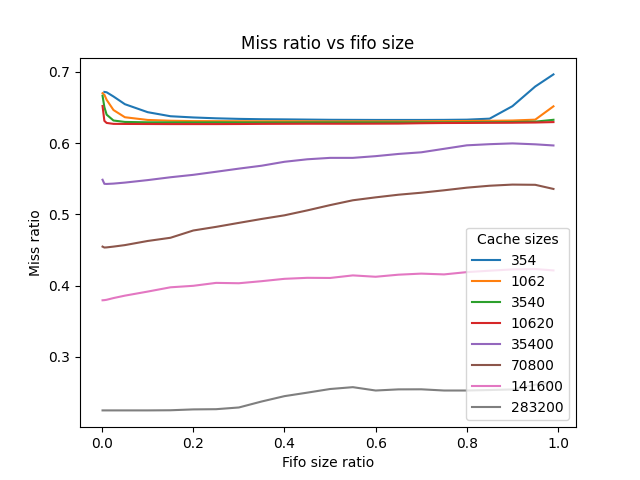 Miss ratio vs fifo size
0.7
0.6
0.5
0.4
0.3
Miss ratio
0.0 0.2 0.4 0.6 0.8 1.0
Fifo size ratio
Cache sizes
354
1062
3540
10620
35400
70800
141600
283200